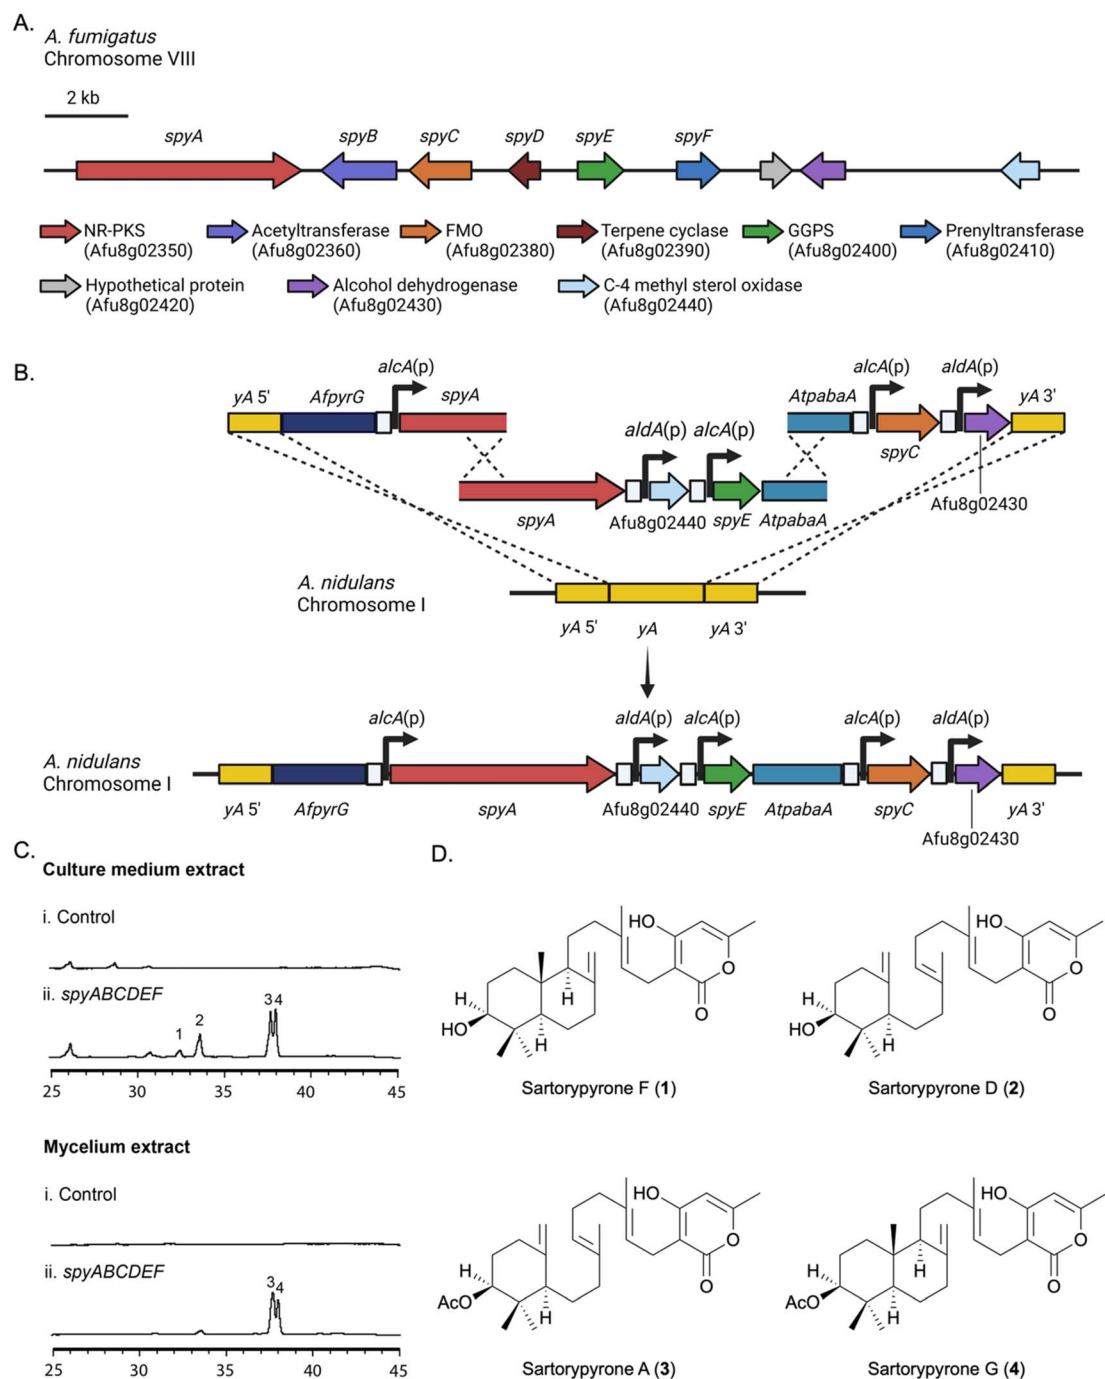 A.
A. fumigatus
Chromosome VIII
2 kb
spyA spyB spyC spyD spyE spyF
NR-PKS
(Afu8g02350)
Acetyltransferase
(Afu8g02360)
FMO
(Afu8g02380)
Terpene cyclase
(Afu8g02390)
GGPS
(Afu8g02400)
Prenyltransferase
(Afu8g02410)
Hypothetical protein
(Afu8g02420)
Alcohol dehydrogenase
(Afu8g02430)
C-4 methyl sterol oxidase
(Afu8g02440)
B.
yA 5' AfpyrG alcA(p) spyA
AtpabaA alcA(p) aldA(p) yA 3'
spyC
Afu8g02430
aldA(p) alcA(p)
spyA Afu8g02440 spyE AtpabaA
A. nidulans
Chromosome I
yA 5' yA yA 3'
alcA(p) aldA(p) alcA(p) alcA(p) aldA(p)
A. nidulans
Chromosome I
yA 5' AfpyrG spyA Afu8g02440 spyE AtpabaA spyC yA 3'
Afu8g02430
C.
Culture medium extract
i. Control
ii. spyABCDEF
1 2 3 4
25 30 35 40 45
Mycelium extract
i. Control
ii. spyABCDEF
3 4
25 30 35 40 45
D.
HO
O
O
H
H
H
HO
Sartorypyrone F (1)
HO
O
O
H
H
HO
Sartorypyrone D (2)
HO
O
O
H
H
AcO
Sartorypyrone A (3)
HO
O
O
H
H
H
AcO
Sartorypyrone G (4)